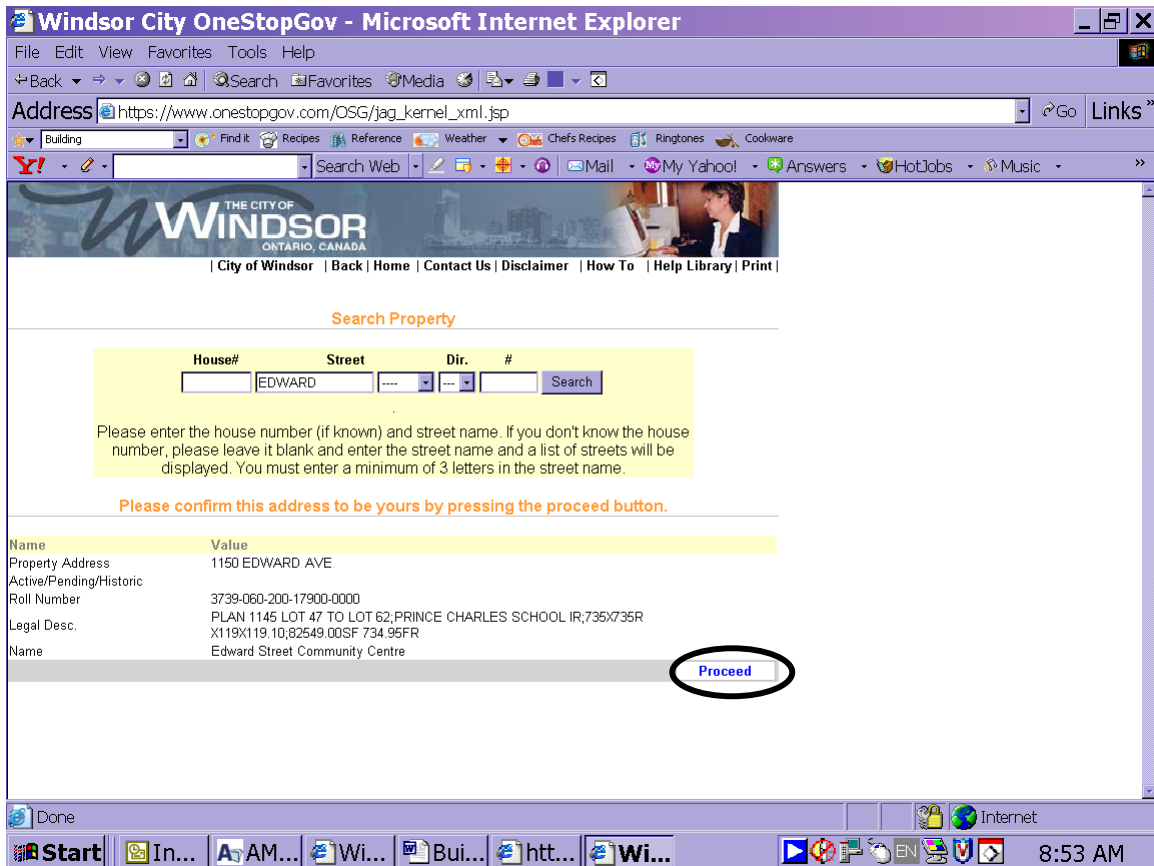 Windsor City OneStopGov - Microsoft Internet Explorer
File Edit View Favorites Tools Help
Back Search Favorites Media
Address https://www.onestopgov.com/OSG/jag_kernel_xml.jsp Go Links »
Building Find it Recipes Reference Weather Chefs Recipes Ringtones Cookware
Y! Search Web Mail My Yahoo! Answers HotJobs Music »
THE CITY OF
WINDSOR
ONTARIO, CANADA
| City of Windsor | Back | Home | Contact Us | Disclaimer | How To | Help Library | Print |
Search Property
House# Street Dir. #
EDWARD ---- --- Search
.
Please enter the house number (if known) and street name. If you don't know the house
number, please leave it blank and enter the street name and a list of streets will be
displayed. You must enter a minimum of 3 letters in the street name.
Please confirm this address to be yours by pressing the proceed button.
Name Value
Property Address 1150 EDWARD AVE
Active/Pending/Historic
Roll Number 3739-060-200-17900-0000
Legal Desc. PLAN 1145 LOT 47 TO LOT 62;PRINCE CHARLES SCHOOL IR;735X735R
X119X119.10;82549.00SF 734.95FR
Name Edward Street Community Centre
Proceed
Done Internet
Start In... AM... Wi... Bui... htt... Wi... EN 8:53 AM